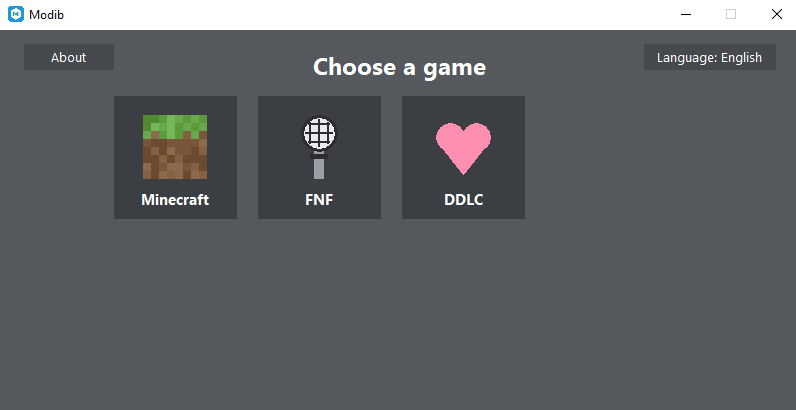 Modib
About
Choose a game
Language: English
Minecraft
FNF
DDLC